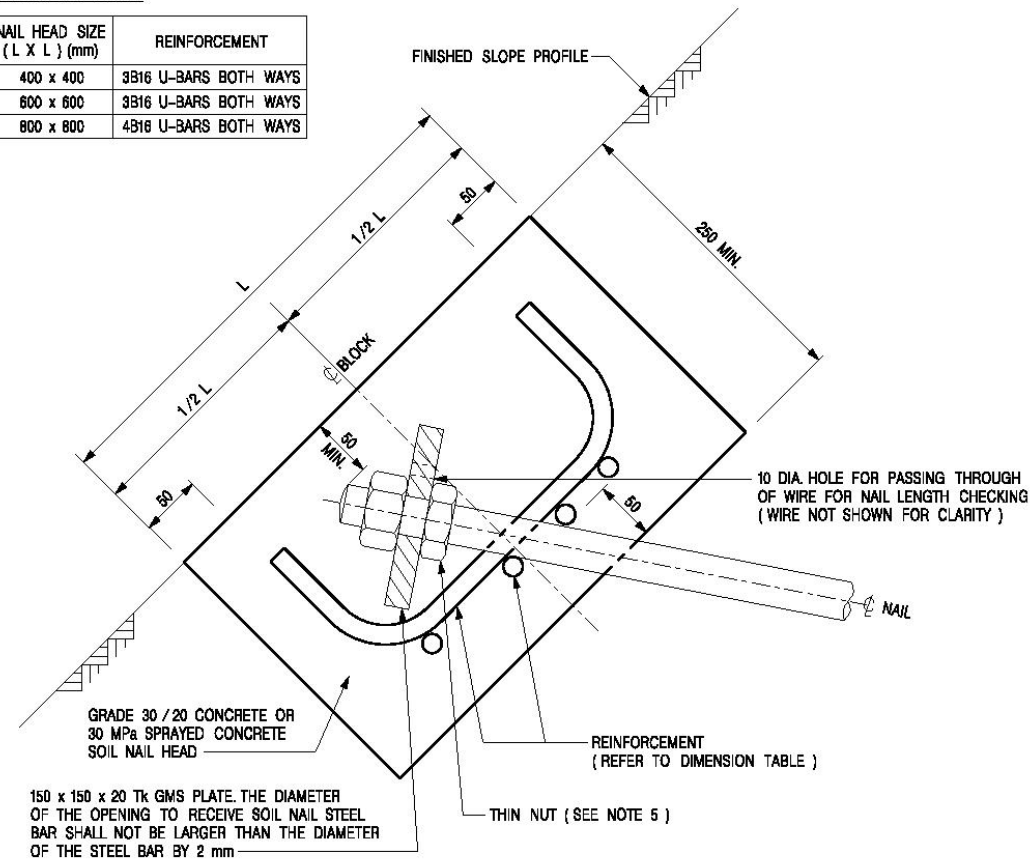 NAIL HEAD SIZE
( L X L ) (mm)
REINFORCEMENT
400 x 400
3B16 U-BARS BOTH WAYS
600 x 600
3B16 U-BARS BOTH WAYS
800 x 800
4B16 U-BARS BOTH WAYS
FINISHED SLOPE PROFILE
50
1/2 L
L
250 MIN.
℄ BLOCK
1/2 L
50
MIN.
50
10 DIA. HOLE FOR PASSING THROUGH
OF WIRE FOR NAIL LENGTH CHECKING
( WIRE NOT SHOWN FOR CLARITY )
50
℄ NAIL
GRADE 30 / 20 CONCRETE OR
30 MPa SPRAYED CONCRETE
SOIL NAIL HEAD
REINFORCEMENT
( REFER TO DIMENSION TABLE )
150 x 150 x 20 Tk GMS PLATE. THE DIAMETER
OF THE OPENING TO RECEIVE SOIL NAIL STEEL
BAR SHALL NOT BE LARGER THAN THE DIAMETER
OF THE STEEL BAR BY 2 mm
THIN NUT ( SEE NOTE 5 )